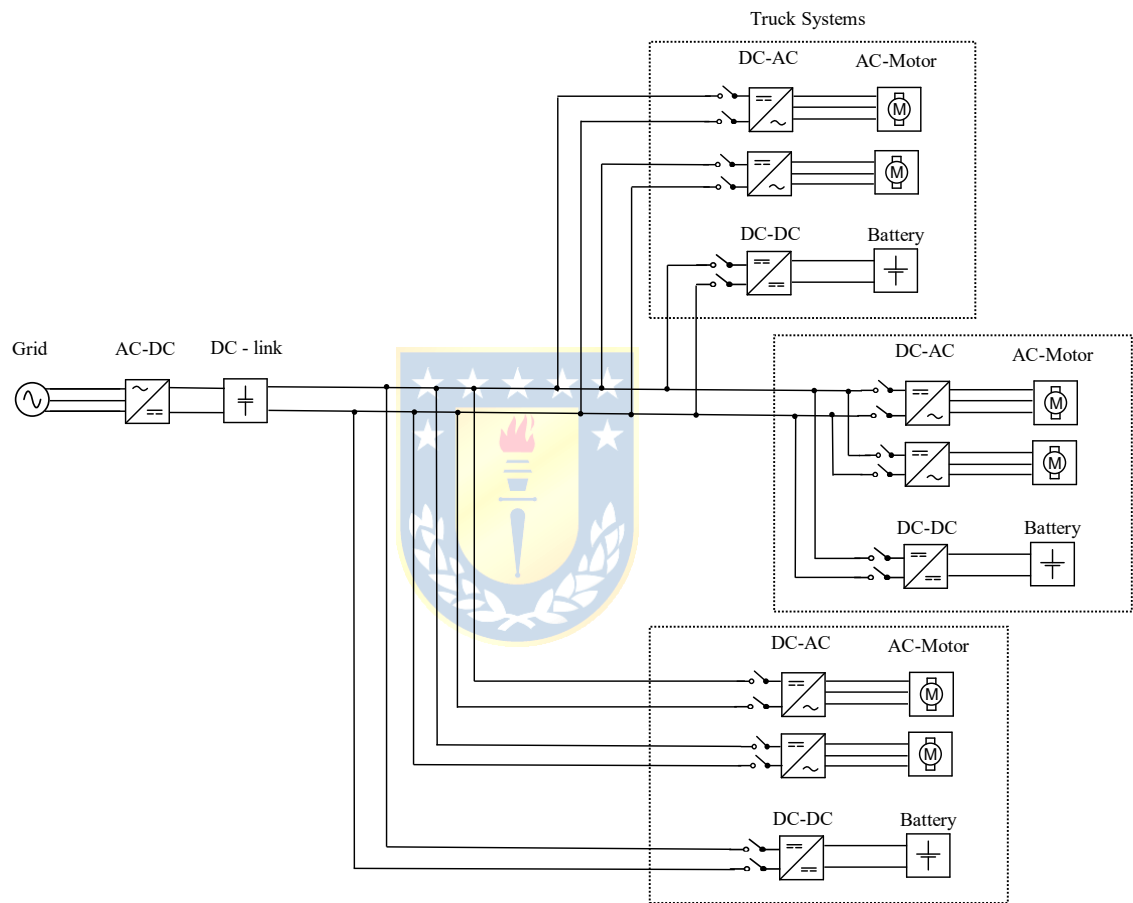 Truck Systems
DC-AC
AC-Motor
M
M
DC-DC
Battery
Grid
AC-DC
DC - link
DC-AC
AC-Motor
M
M
DC-DC
Battery
DC-AC
AC-Motor
M
M
DC-DC
Battery